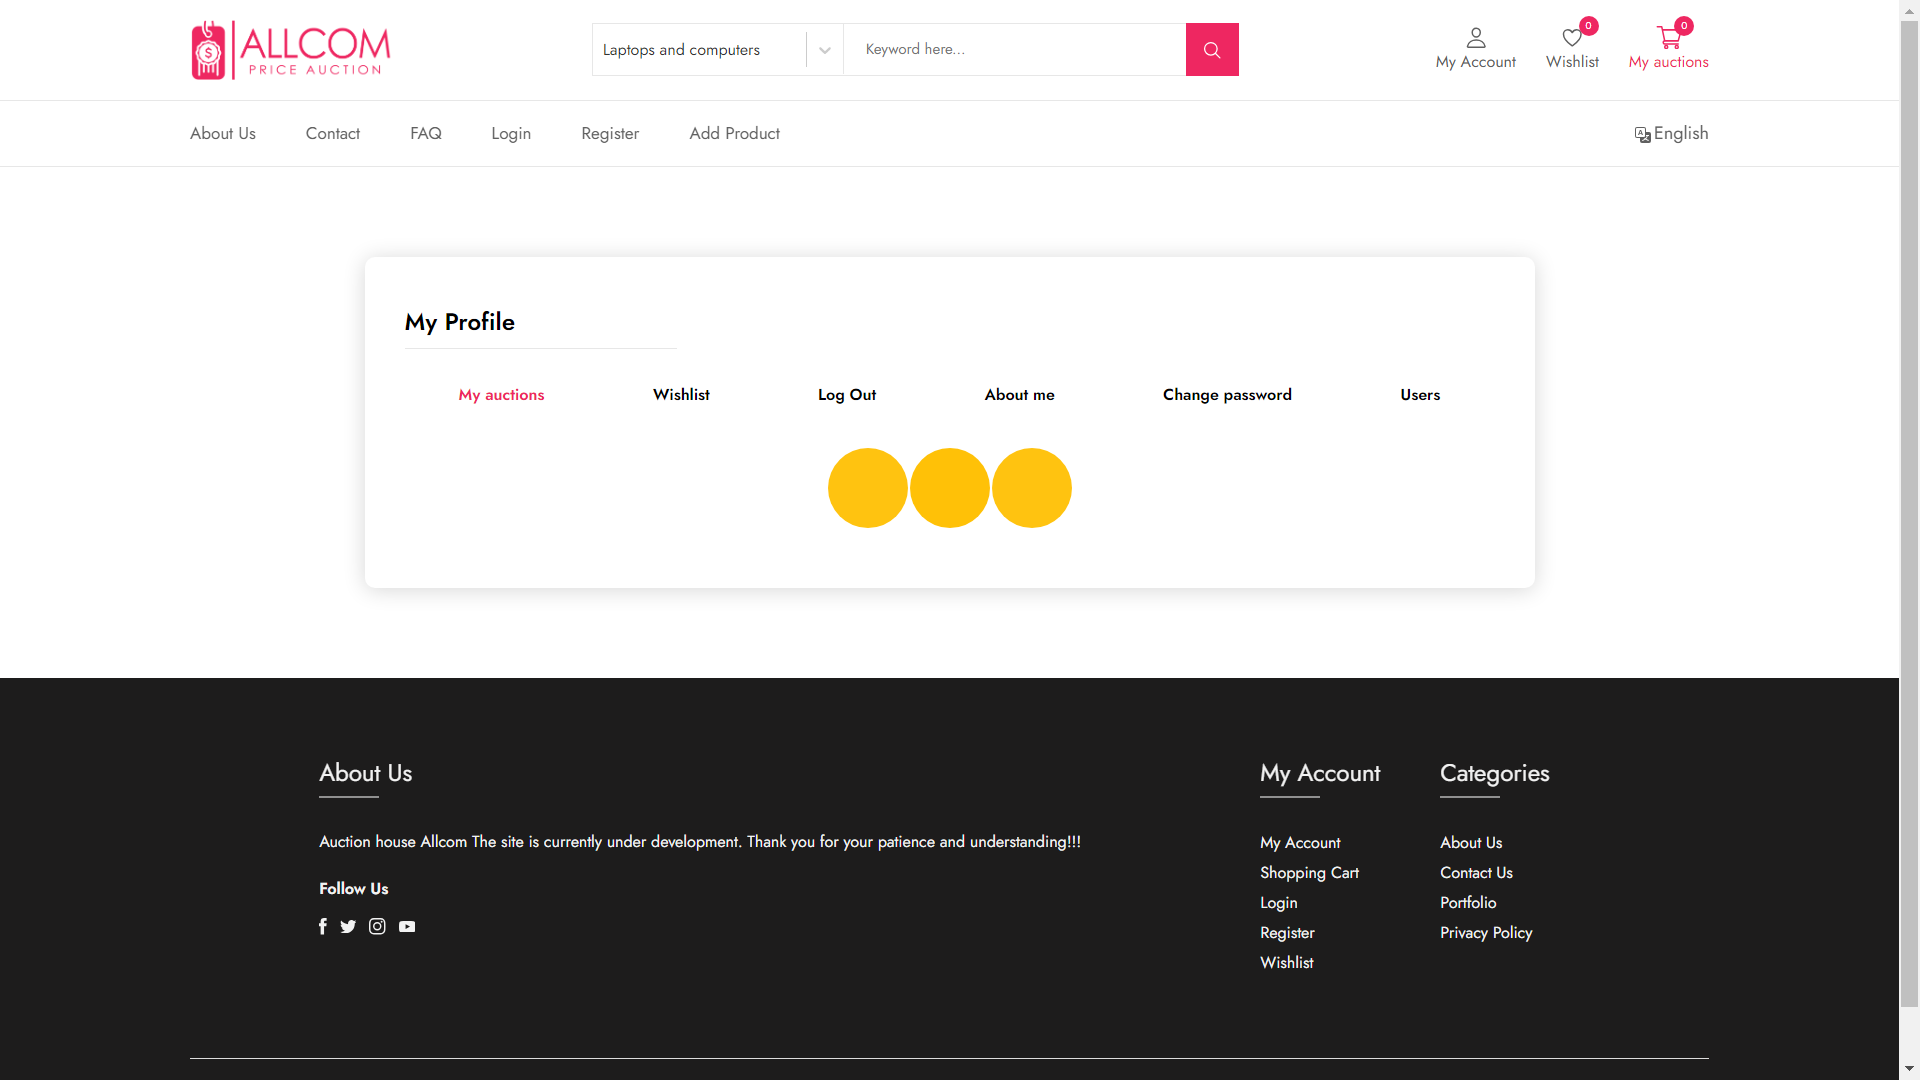 ALLCOM
PRICE AUCTION
Laptops and computers
Keyword here...
My Account
0
Wishlist
0
My auctions
About Us
Contact
FAQ
Login
Register
Add Product
English
My Profile
My auctions
Wishlist
Log Out
About me
Change password
Users
About Us
Auction house Allcom The site is currently under development. Thank you for your patience and understanding!!!
Follow Us
My Account
My Account
Shopping Cart
Login
Register
Wishlist
Categories
About Us
Contact Us
Portfolio
Privacy Policy